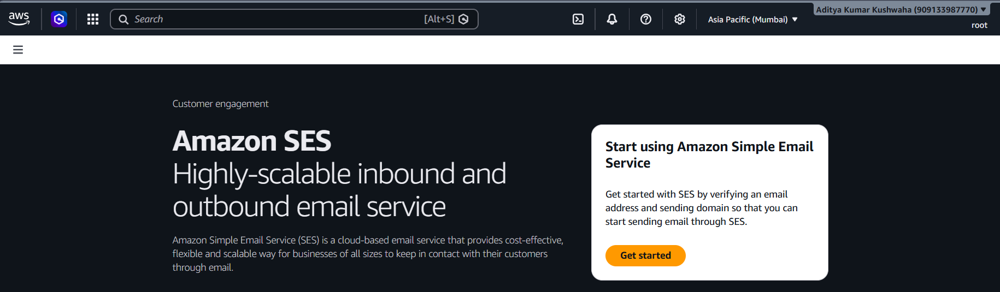 aws
Search
[Alt+S]
Asia Pacific (Mumbai)
Aditya Kumar Kushwaha (909133987770)
root
Customer engagement
Amazon SES
Highly-scalable inbound and
outbound email service
Amazon Simple Email Service (SES) is a cloud-based email service that provides cost-effective,
flexible and scalable way for businesses of all sizes to keep in contact with their customers
through email.
Start using Amazon Simple Email
Service
Get started with SES by verifying an email
address and sending domain so that you can
start sending email through SES.
Get started